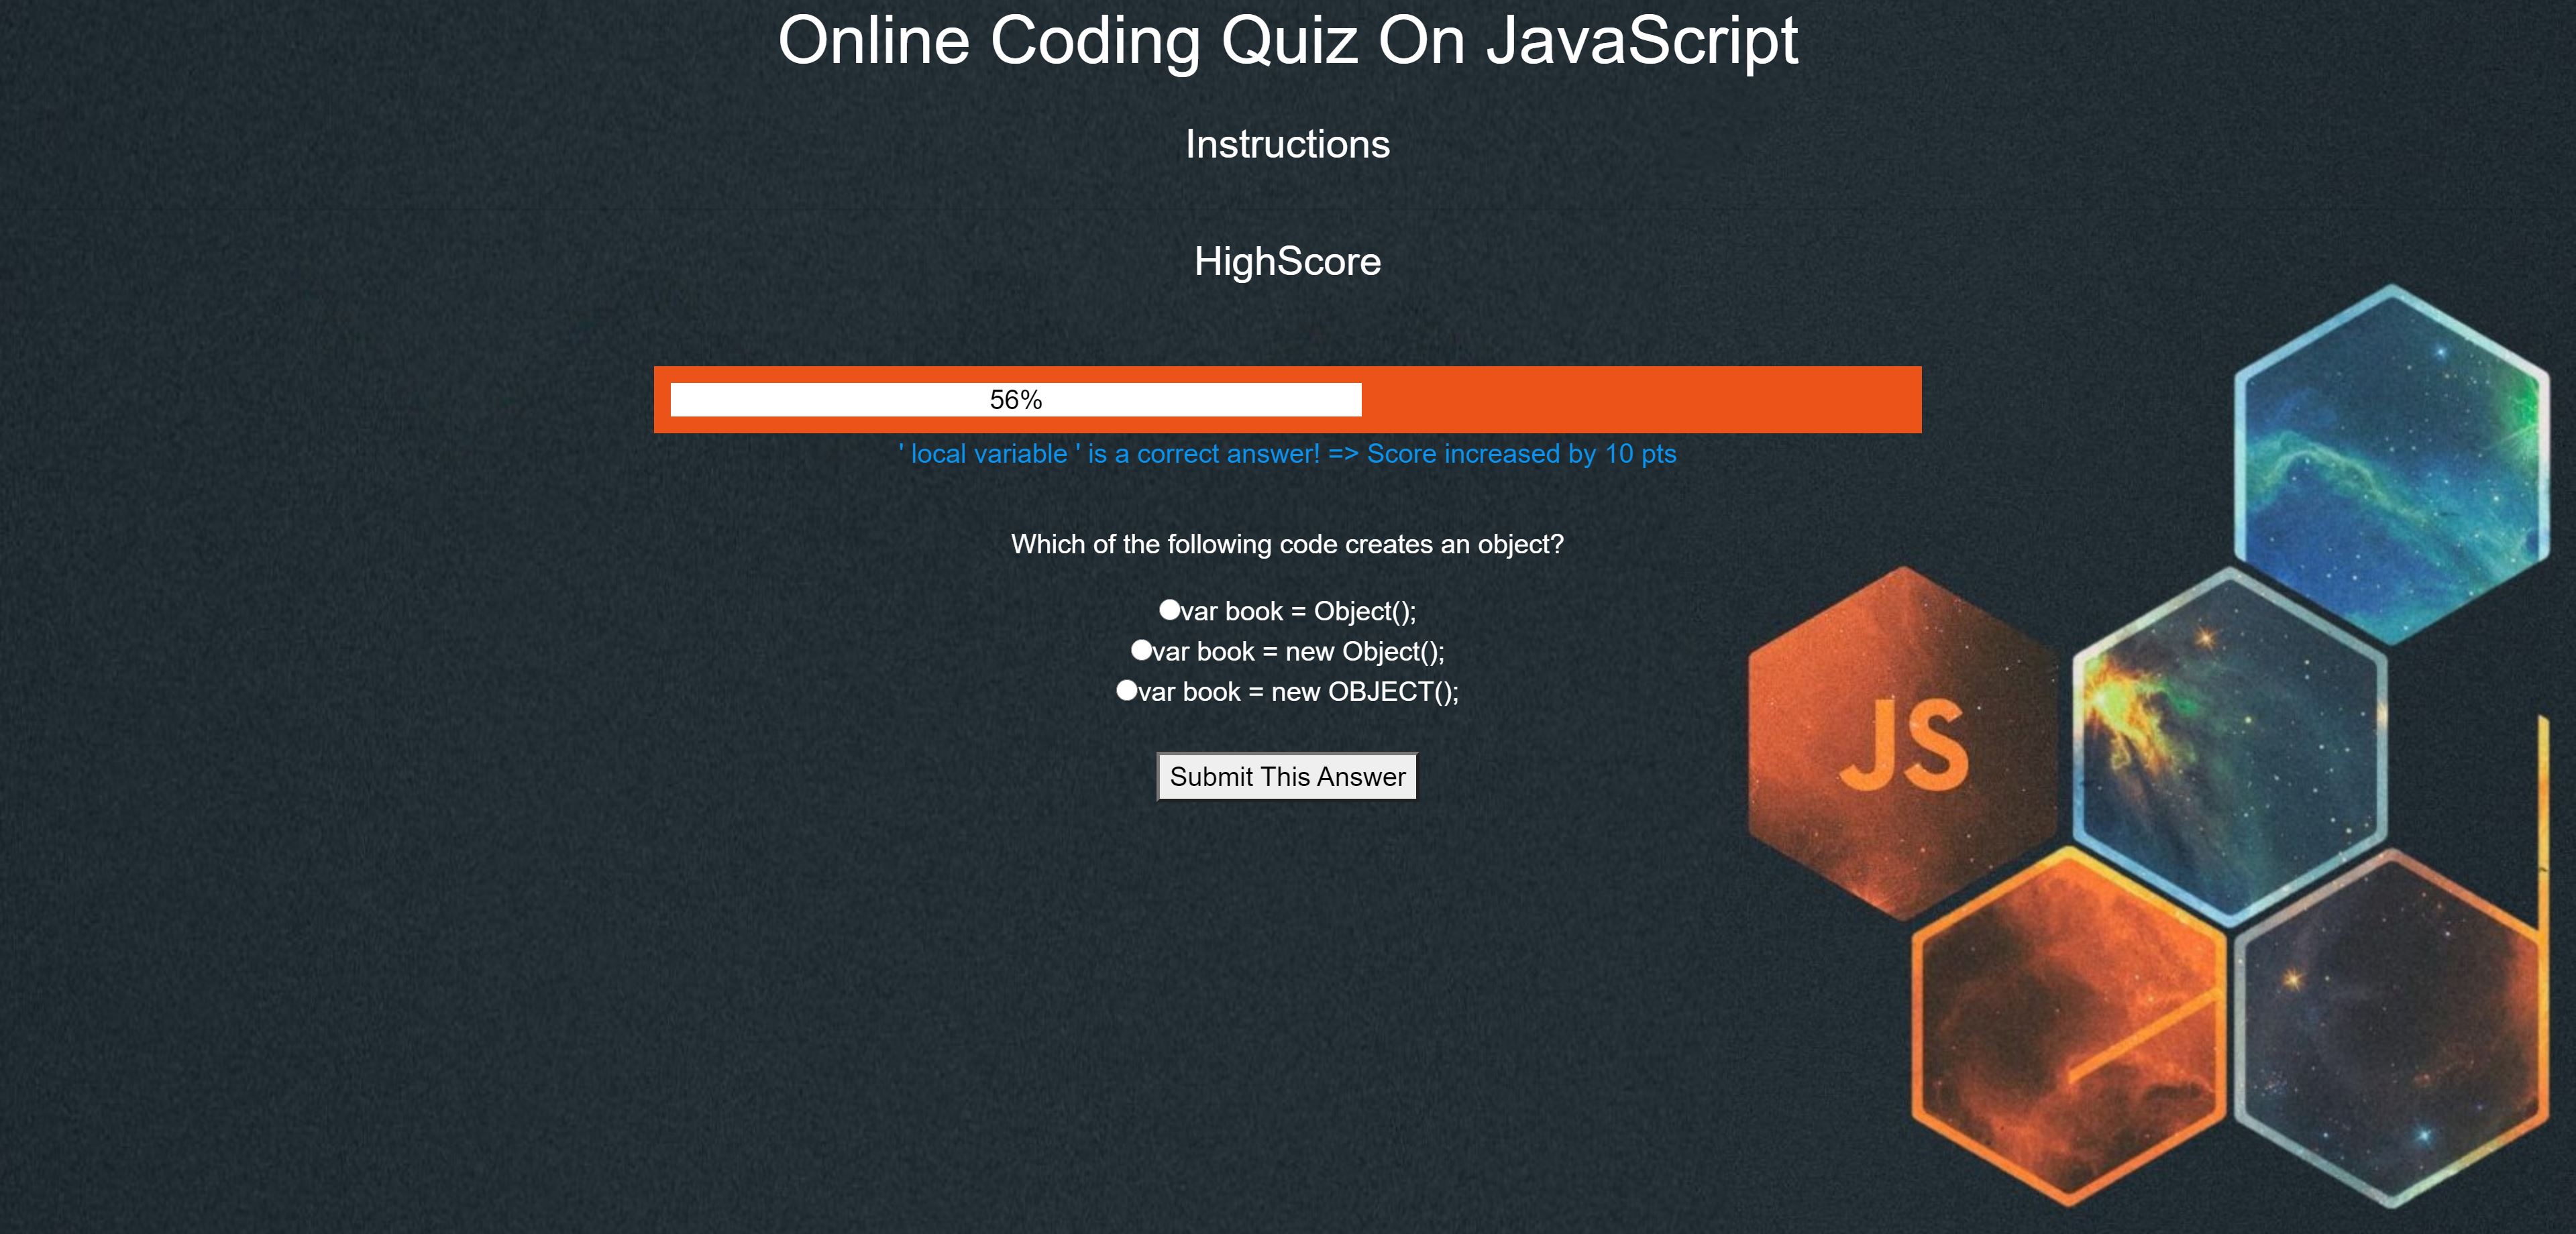 Online Coding Quiz On JavaScript
Instructions
HighScore
56%
' local variable ' is a correct answer! => Score increased by 10 pts
Which of the following code creates an object?
var book = Object();
var book = new Object();
var book = new OBJECT();
Submit This Answer
JS